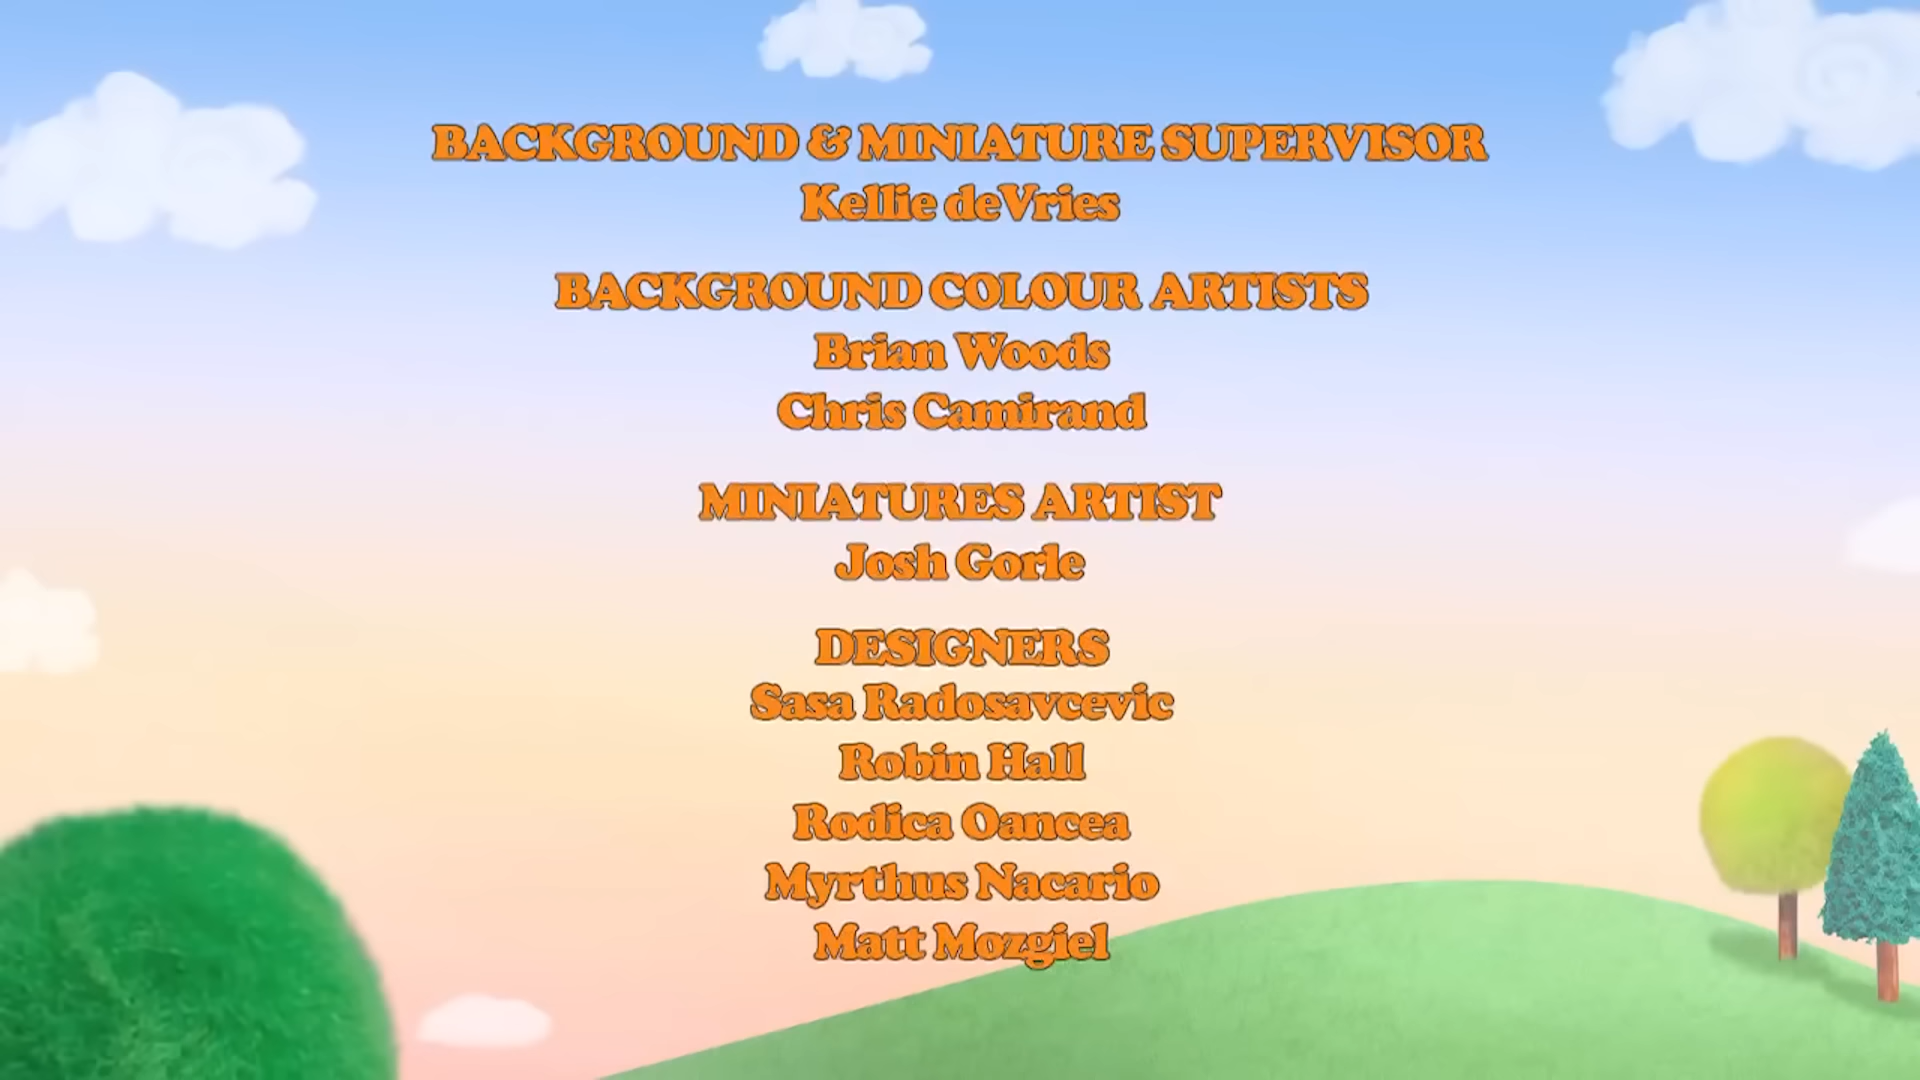 BACKGROUND & MINIATURE SUPERVISOR
Kellie deVries
BACKGROUND COLOUR ARTISTS
Brian Woods
Chris Camirand
MINIATURES ARTIST
Josh Gorle
DESIGNERS
Sasa Radosavcevic
Robin Hall
Rodica Oancea
Myrthus Nacario
Matt Mozgiel